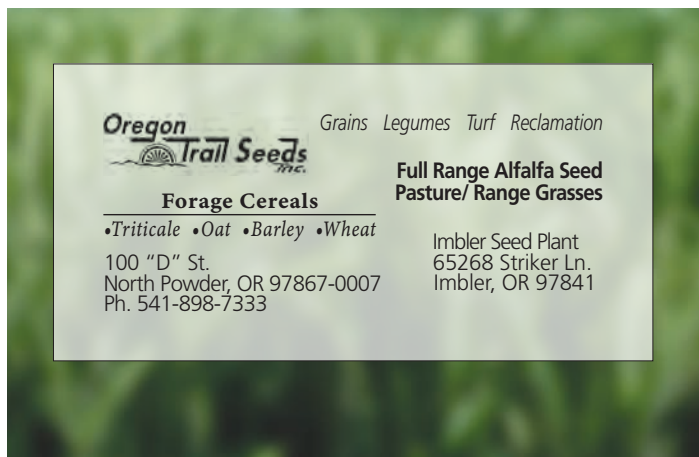 Oregon
Trail Seeds
Inc.
Grains Legumes Turf Reclamation
Full Range Alfalfa Seed
Pasture/ Range Grasses
Forage Cereals
•Triticale •Oat •Barley •Wheat
100 “D” St.
North Powder, OR 97867-0007
Ph. 541-898-7333
Imbler Seed Plant
65268 Striker Ln.
Imbler, OR 97841